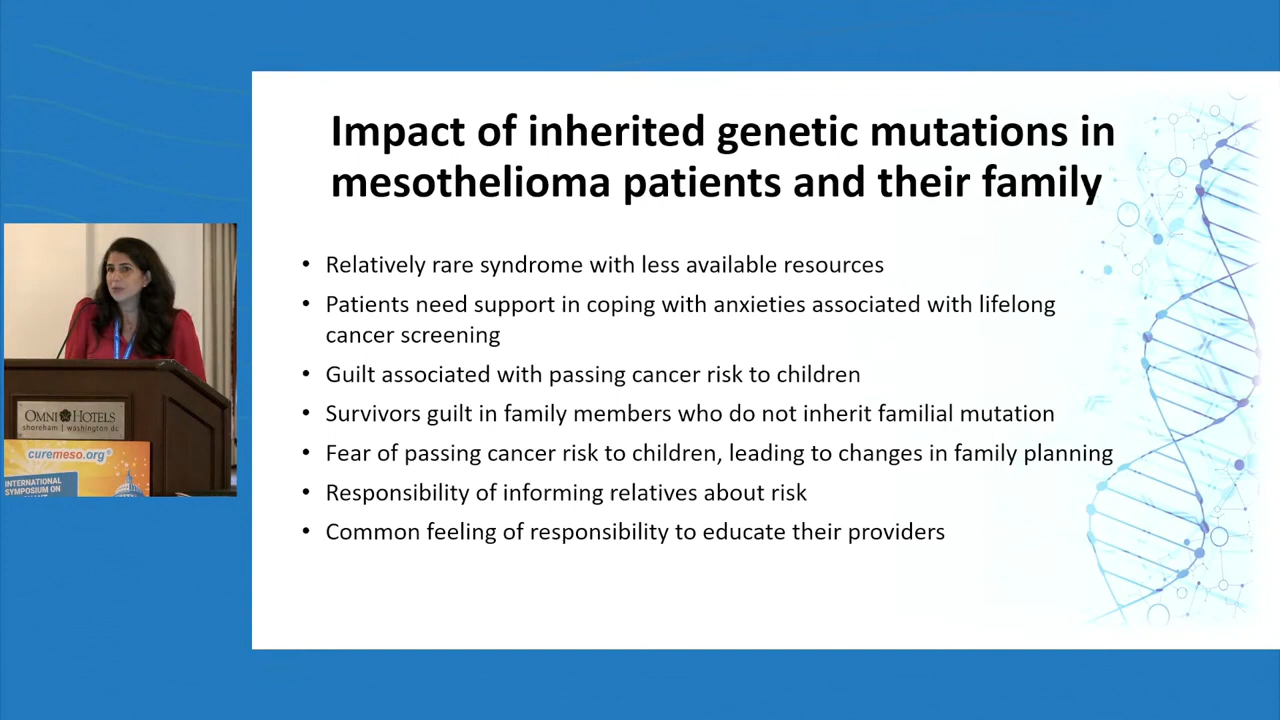 Impact of inherited genetic mutations in
mesothelioma patients and their family
• Relatively rare syndrome with less available resources
• Patients need support in coping with anxieties associated with lifelong
cancer screening
• Guilt associated with passing cancer risk to children
• Survivors guilt in family members who do not inherit familial mutation
• Fear of passing cancer risk to children, leading to changes in family planning
• Responsibility of informing relatives about risk
• Common feeling of responsibility to educate their providers
OMNI HOTELS
shoreham | washington dc
curemeso.org®
INTERNATIONAL
SYMPOSIUM ON